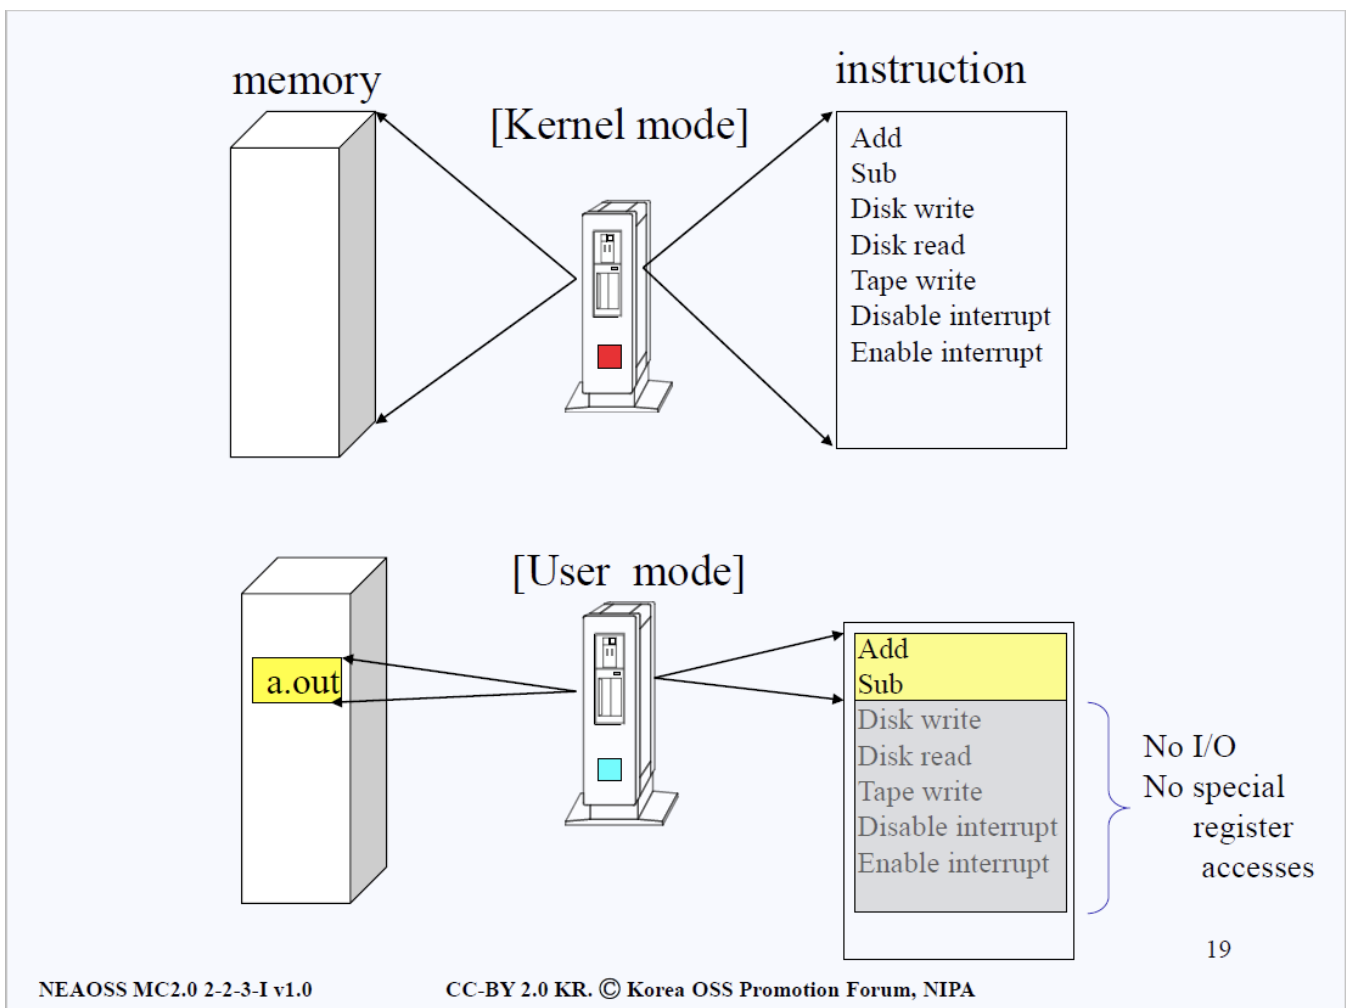 memory
instruction
[Kernel mode]
Add
Sub
Disk write
Disk read
Tape write
Disable interrupt
Enable interrupt
[User mode]
a.out
Add
Sub
Disk write
Disk read
Tape write
Disable interrupt
Enable interrupt
No I/O
No special
register
accesses
19
NEAOSS MC2.0 2-2-3-I v1.0
CC-BY 2.0 KR. Ⓒ Korea OSS Promotion Forum, NIPA